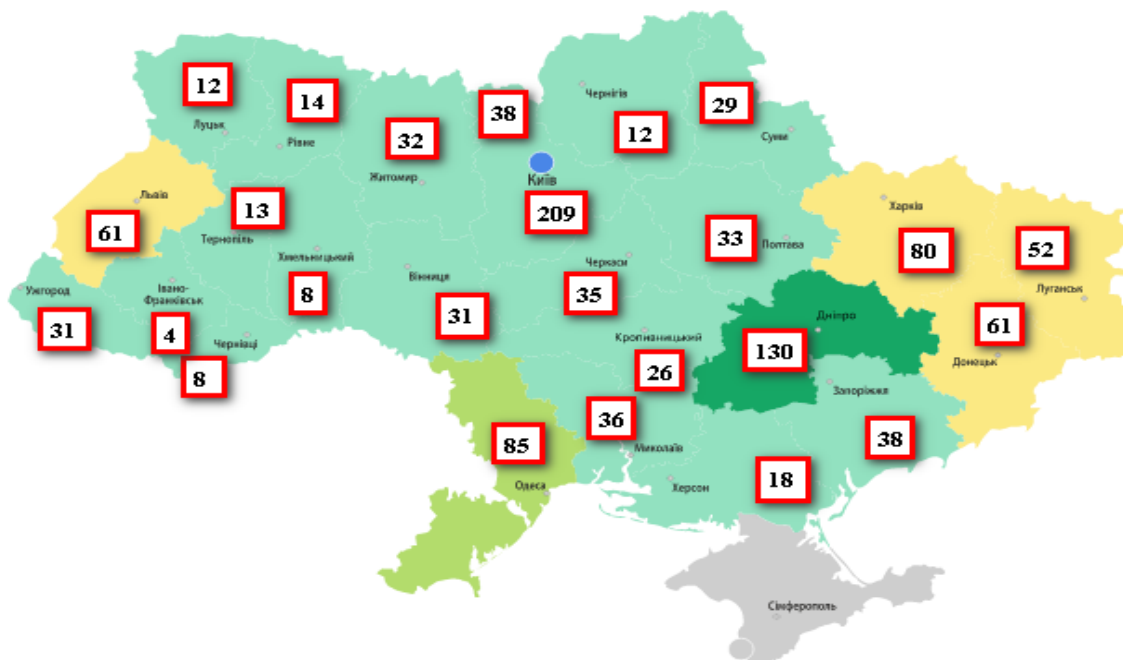 12
Луцьк
14
Рівне
32
Житомир
38
Київ
209
Чернігів
12
29
Суми
Львів
61
13
Тернопіль
Хмельницький
8
Вінниця
31
Черкаси
35
33
Полтава
Харків
80
52
Луганськ
61
Донецьк
Ужгород
31
Івано-
Франківськ
4
Чернівці
8
Кропивницький
26
Дніпро
130
Запоріжжя
38
36
Миколаїв
85
Одеса
Херсон
18
Сімферополь